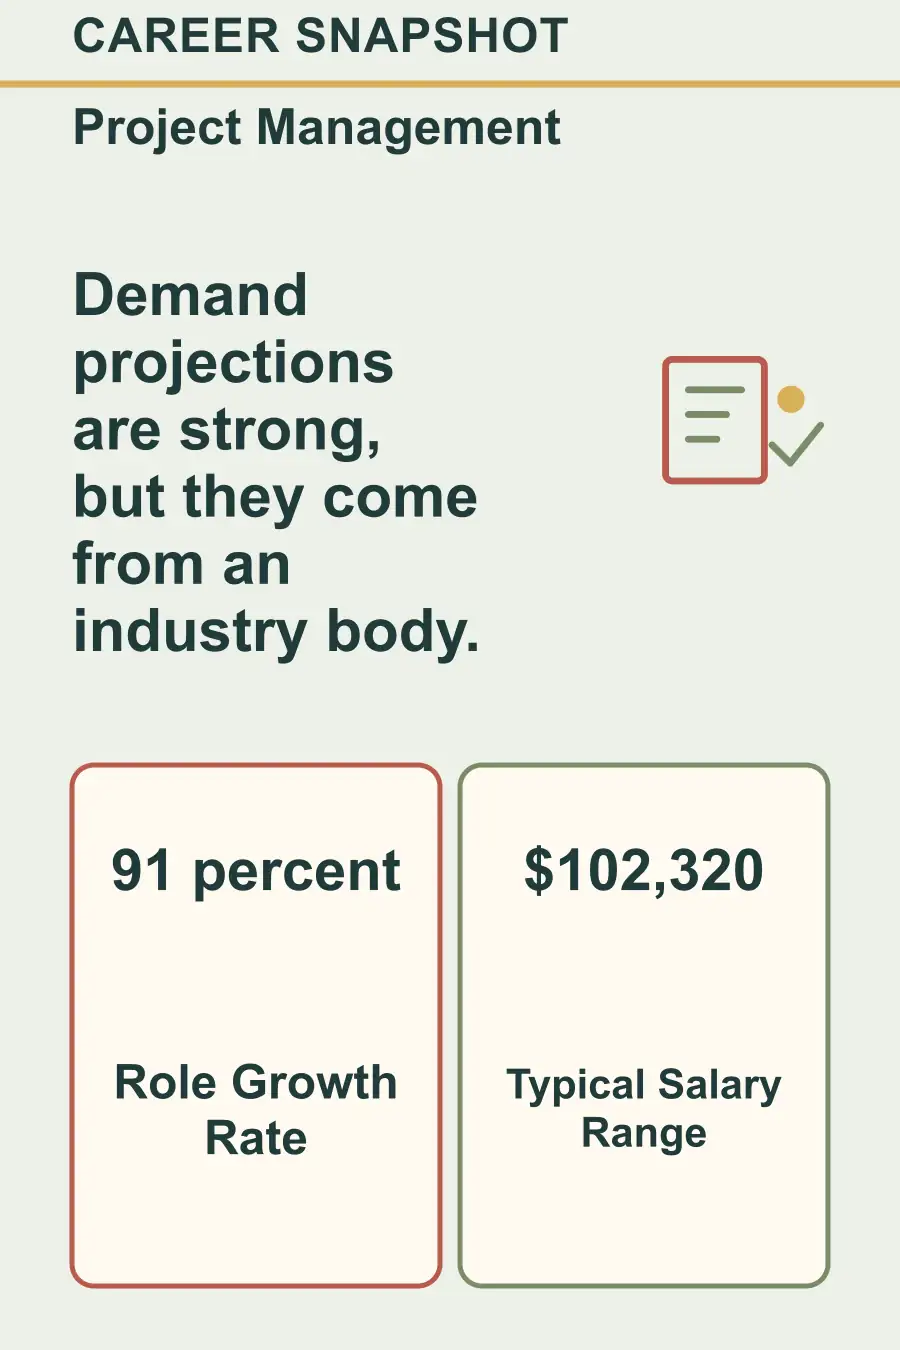 CAREER SNAPSHOT
Project Management
Demand
projections
are strong,
but they come
from an
industry body.
91 percent
Role Growth
Rate
$102,320
Typical Salary
Range